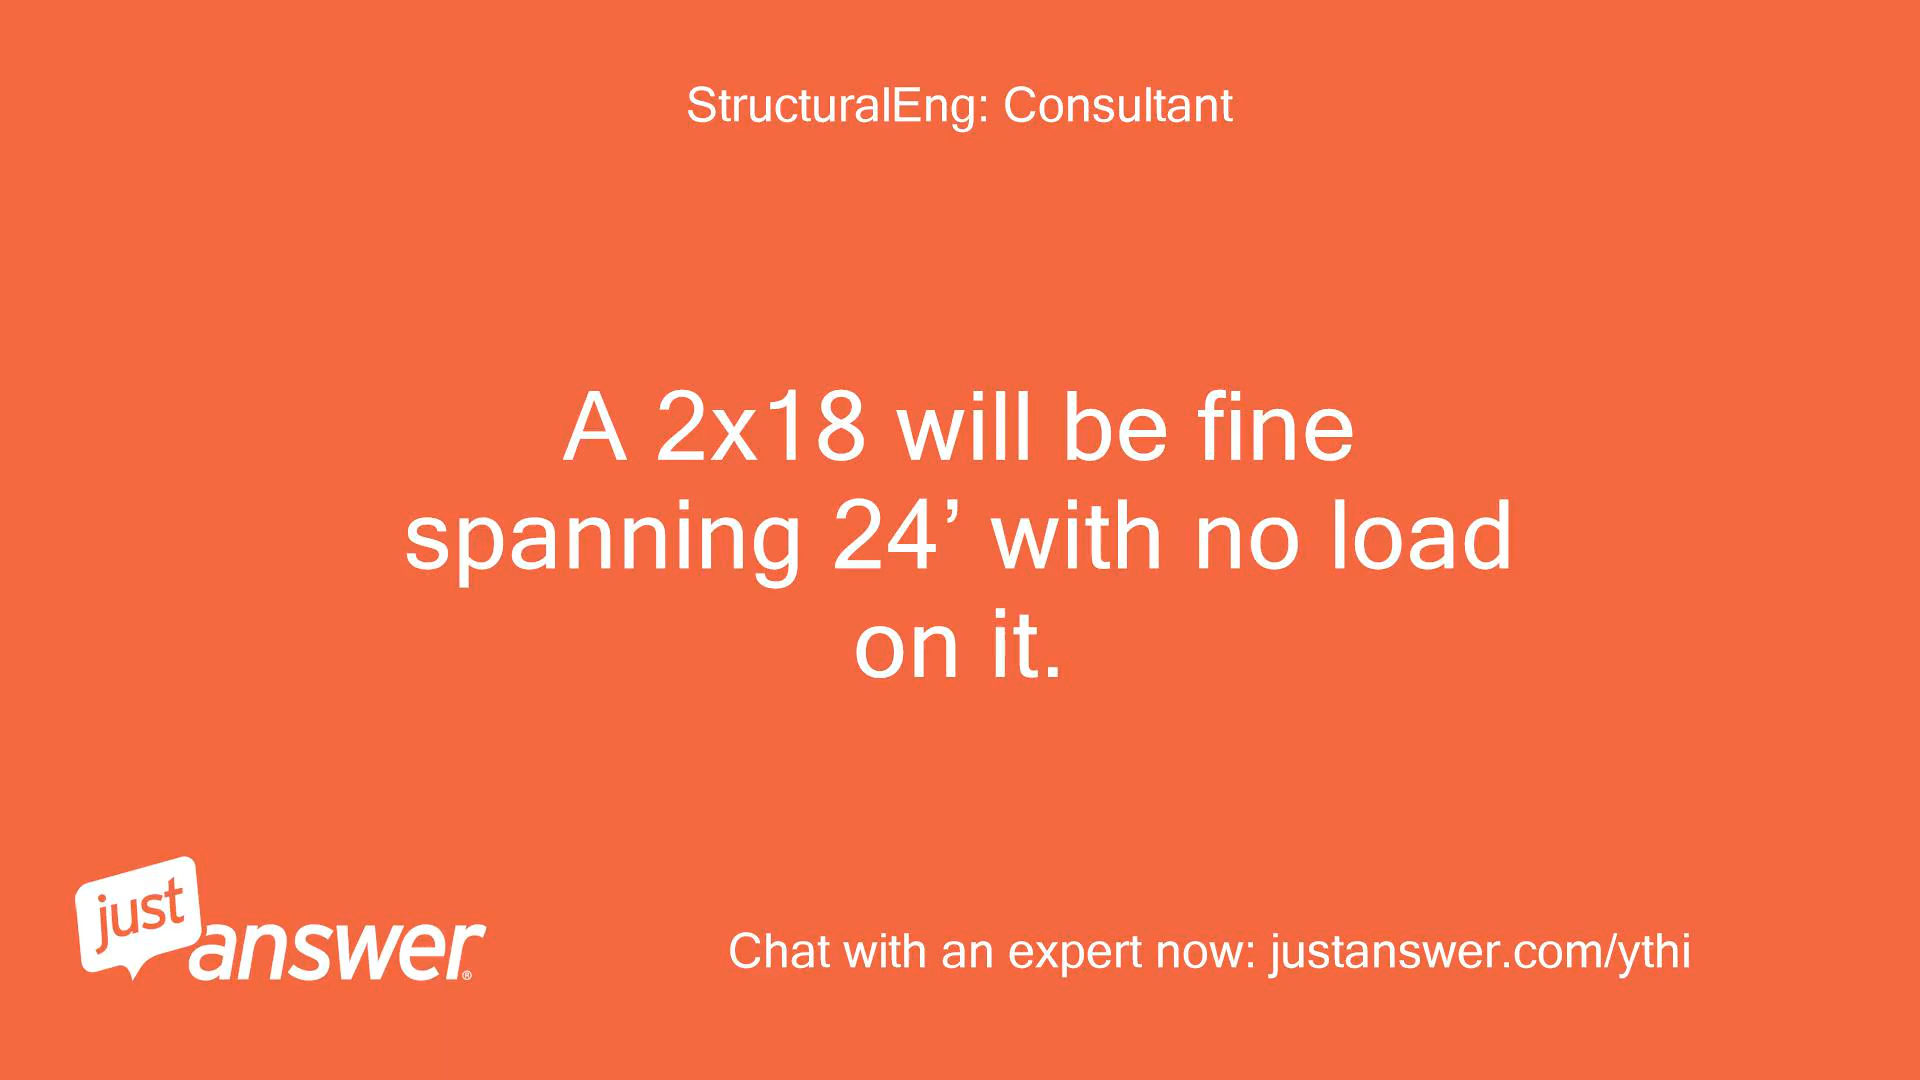 StructuralEng: Consultant
A 2x18 will be fine
spanning 24’ with no load
on it.
just
answer®
Chat with an expert now: justanswer.com/ythi